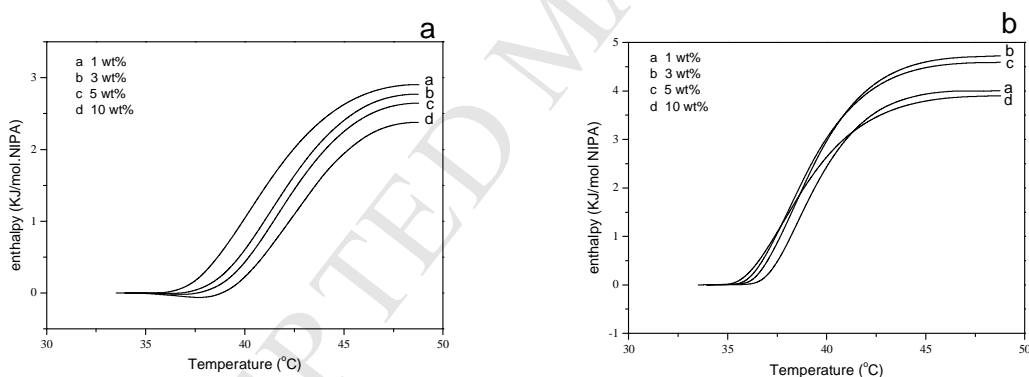 a
a 1 wt%
b 3 wt%
c 5 wt%
d 10 wt%
3
2
1
0
a
b
c
d
30
35
40
45
50
enthalpy (KJ/mol.NIPA)
Temperature (°C)
b
a 1 wt%
b 3 wt%
c 5 wt%
d 10 wt%
5
4
3
2
1
0
-1
b
c
a
d
30
35
40
45
50
enthalpy (KJ/mol NIPA)
Temperature (°C)
PTED MA